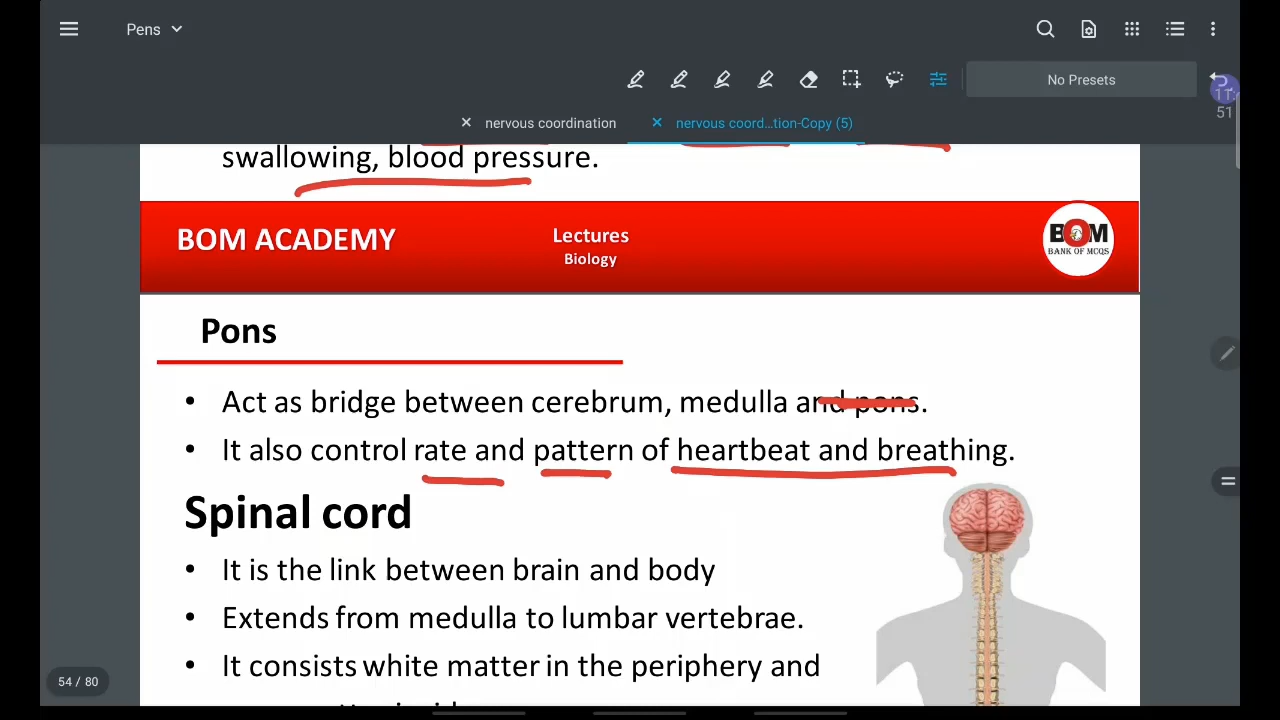 Pens
No Presets
11:
51
nervous coordination
nervous coord...tion-Copy (5)
swallowing, blood pressure.
BOM ACADEMY
Lectures
Biology
BOM
BANK OF MCQS
Pons
• Act as bridge between cerebrum, medulla and pons.
• It also control rate and pattern of heartbeat and breathing.
Spinal cord
• It is the link between brain and body
• Extends from medulla to lumbar vertebrae.
• It consists white matter in the periphery and
54 / 80